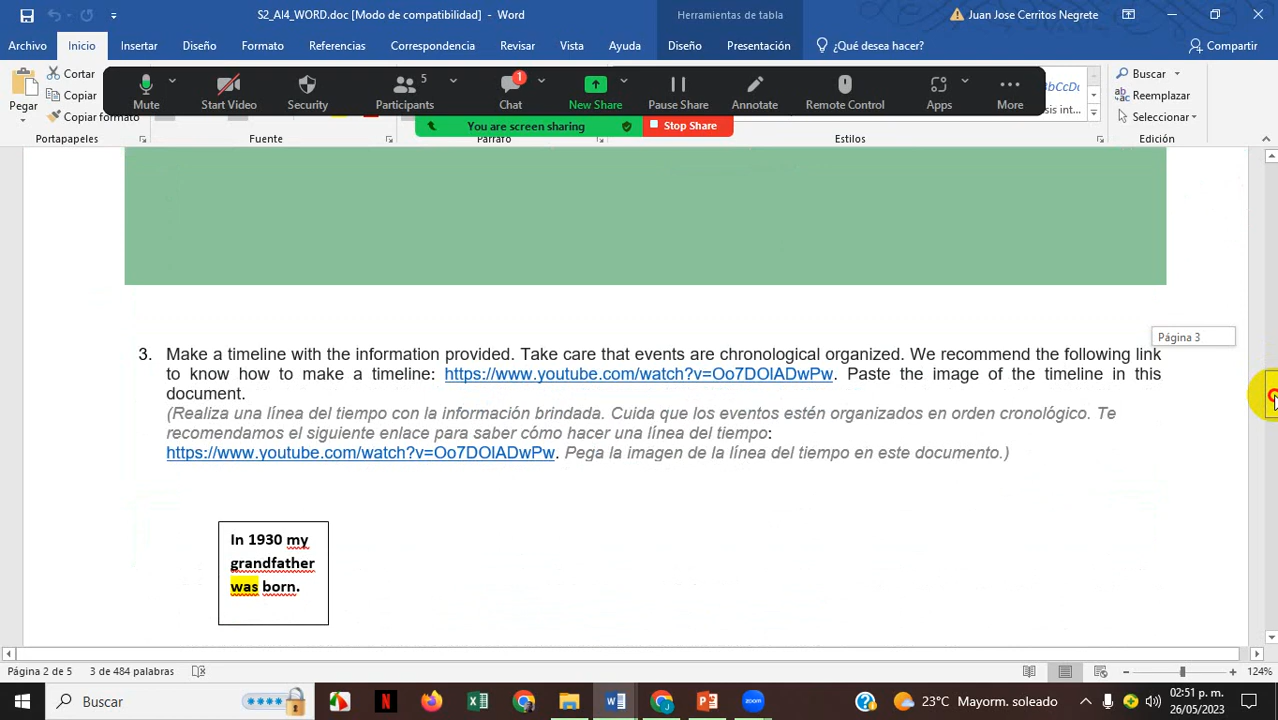 S2_AI4_WORD.doc [Modo de compatibilidad] - Word
Herramientas de tabla
Juan Jose Cerritos Negrete
Archivo Inicio Insertar Diseño Formato Referencias Correspondencia Revisar Vista Ayuda Diseño Presentación ¿Qué desea hacer? Compartir
Pegar
Cortar
Copiar
Copiar formato
Mute
Start Video
Security
5
Participants
1
Chat
New Share
Pause Share
Annotate
Remote Control
Apps
More
Buscar
Reemplazar
Seleccionar
You are screen sharing
Stop Share
Portapapeles Fuente Párrafo Estilos Edición
Página 3
3. Make a timeline with the information provided. Take care that events are chronological organized. We recommend the following link
to know how to make a timeline: https://www.youtube.com/watch?v=Oo7DOlADwPw. Paste the image of the timeline in this
document.
(Realiza una línea del tiempo con la información brindada. Cuida que los eventos estén organizados en orden cronológico. Te
recomendamos el siguiente enlace para saber cómo hacer una línea del tiempo:
https://www.youtube.com/watch?v=Oo7DOlADwPw. Pega la imagen de la línea del tiempo en este documento.)
In 1930 my
grandfather
was born.
Página 2 de 5 3 de 484 palabras
124%
Buscar
23°C Mayorm. soleado
02:51 p. m.
26/05/2023